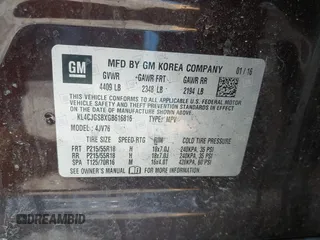 GM
MFD BY GM KOREA COMPANY
01/16
GVWR GAWR FRT GAWR RR
4409 LB 2348 LB 2194 LB
THIS VEHICLE CONFORMS TO ALL APPLICABLE
FEDERAL MOTOR VEHICLE SAFETY, BUMPER, AND
THEFT PREVENTION STANDARDS IN EFFECT ON
THE DATE OF MANUFACTURE SHOWN ABOVE.
KL4CJGSBXGB616816 TYPE: MPV
MODEL: 4JV76
TIRE SIZE SPEED RTG RIM COLD TIRE PRESSURE
FRT P215/55R18 H 18x7.0J 240KPA, 35 PSI
RR P215/55R18 H 18x7.0J 240KPA, 35 PSI
SPA T125/70R16 M 16x4.0T 420KPA, 60 PSI
SEE OWNER'S MANUAL
DREAMBID